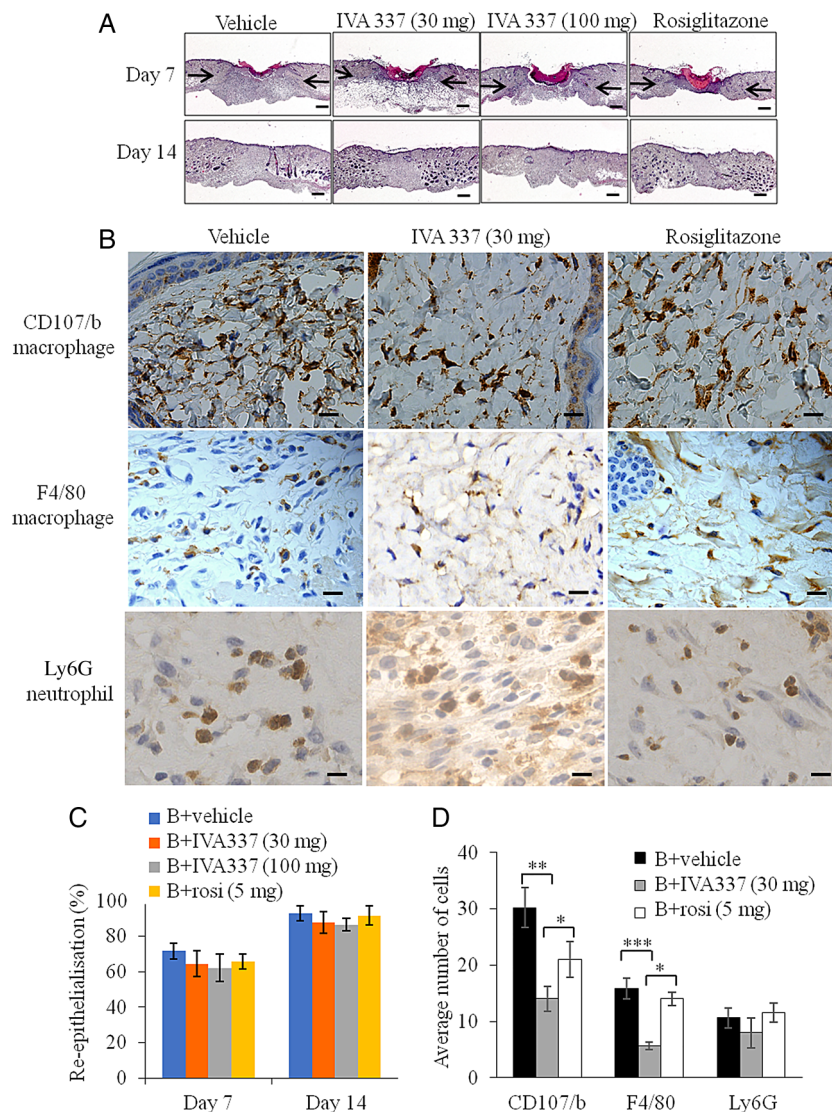 A
Vehicle
IVA 337 (30 mg)
IVA 337 (100 mg)
Rosiglitazone
Day 7
Day 14
B
Vehicle
IVA 337 (30 mg)
Rosiglitazone
CD107/b
macrophage
F4/80
macrophage
Ly6G
neutrophil
C
B+vehicle
B+IVA337 (30 mg)
B+IVA337 (100 mg)
B+rosi (5 mg)
Re-epithelialisation (%)
100
80
60
40
20
0
Day 7
Day 14
D
B+vehicle
B+IVA337 (30 mg)
B+rosi (5 mg)
Average number of cells
40
30
20
10
0
**
*
***
*
CD107/b
F4/80
Ly6G